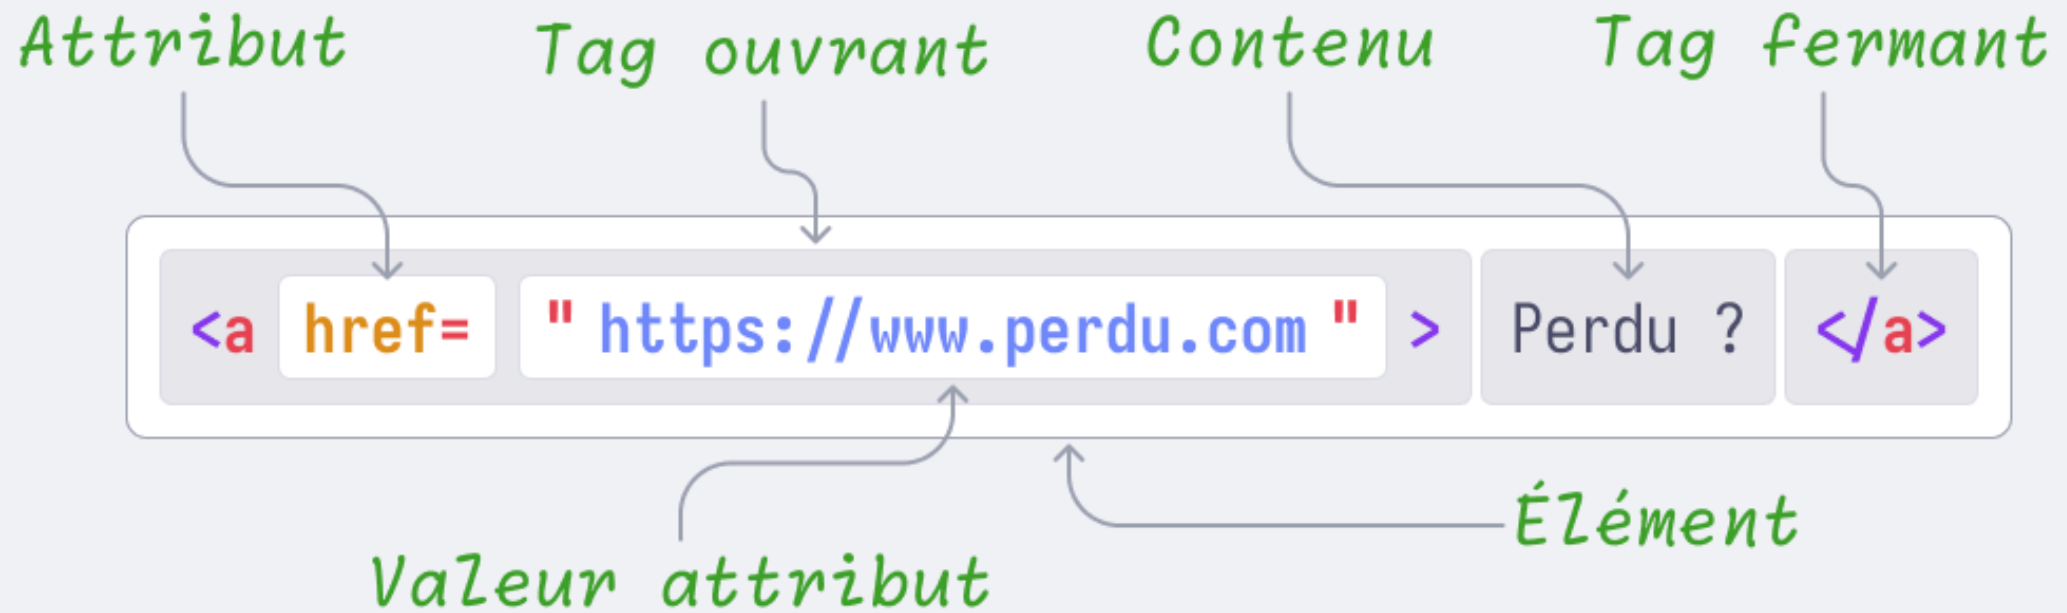 Attribut Tag ouvrant Contenu Tag fermant
<a href= "https://www.perdu.com" > Perdu ? </a>
Élément
Valeur attribut